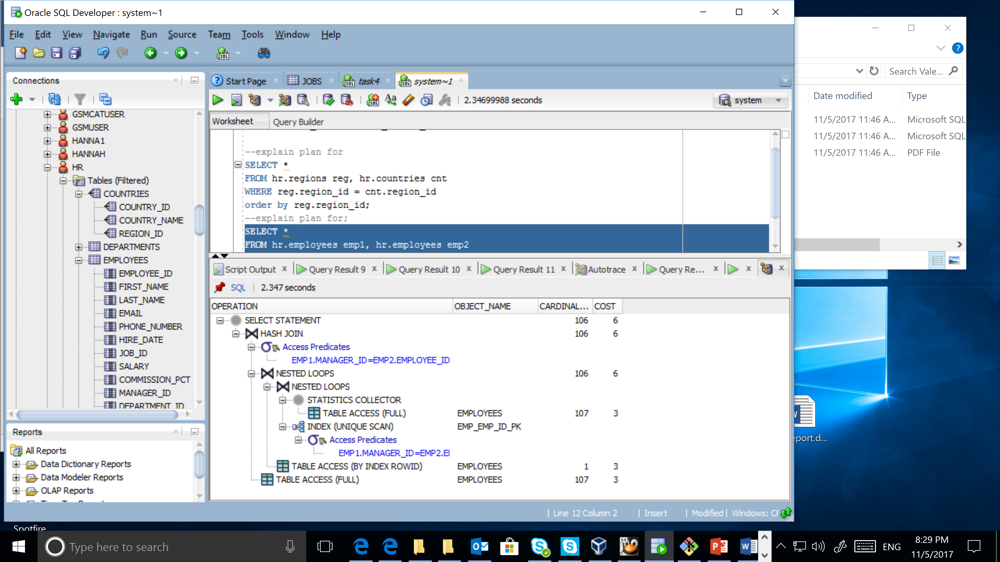 Oracle SQL Developer : system~1
File Edit View Navigate Run Source Team Tools Window Help
Connections
GSMCATUSER
GSMUSER
HANNA1
HANNAH
HR
Tables (Filtered)
COUNTRIES
COUNTRY_ID
COUNTRY_NAME
REGION_ID
DEPARTMENTS
EMPLOYEES
EMPLOYEE_ID
FIRST_NAME
LAST_NAME
EMAIL
PHONE_NUMBER
HIRE_DATE
JOB_ID
SALARY
COMMISSION_PCT
MANAGER_ID
DEPARTMENT_ID
Reports
All Reports
Data Dictionary Reports
Data Modeler Reports
OLAP Reports
Start Page JOBS task4 system~1
2.34699988 seconds
system
Worksheet Query Builder
--explain plan for
SELECT *
FROM hr.regions reg, hr.countries cnt
WHERE reg.region_id = cnt.region_id
order by reg.region_id;
--explain plan for;
SELECT *
FROM hr.employees emp1, hr.employees emp2
Script Output Query Result 9 Query Result 10 Query Result 11 Autotrace Query Re...
SQL 2.347 seconds
OPERATION OBJECT_NAME CARDINAL... COST
SELECT STATEMENT 106 6
HASH JOIN 106 6
Access Predicates
EMP1.MANAGER_ID=EMP2.EMPLOYEE_ID
NESTED LOOPS 106 6
NESTED LOOPS
STATISTICS COLLECTOR
TABLE ACCESS (FULL) EMPLOYEES 107 3
INDEX (UNIQUE SCAN) EMP_EMP_ID_PK
Access Predicates
EMP1.MANAGER_ID=EMP2.EI
TABLE ACCESS (BY INDEX ROWID) EMPLOYEES 1 3
TABLE ACCESS (FULL) EMPLOYEES 107 3
Line 12 Column 2 Insert Modified Windows: CF
Search Vale...
Date modified Type
11/5/2017 11:46 A... Microsoft SQL
11/5/2017 11:46 A... Microsoft SQL
11/5/2017 11:46 A... PDF File
eport.d...
Spotfire
Type here to search
64
ENG
8:29 PM
11/5/2017